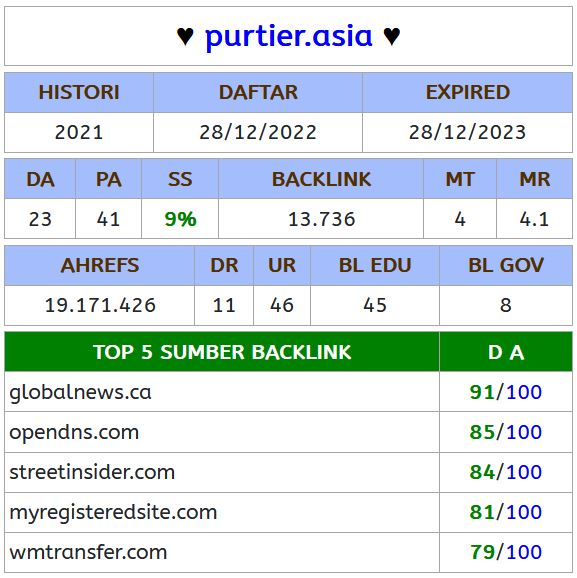 ♥ purtier.asia ♥
HISTORI DAFTAR EXPIRED
2021 28/12/2022 28/12/2023
DA PA SS BACKLINK MT MR
23 41 9% 13.736 4 4.1
AHREFS DR UR BL EDU BL GOV
19.171.426 11 46 45 8
TOP 5 SUMBER BACKLINK D A
globalnews.ca 91/100
opendns.com 85/100
streetinsider.com 84/100
myregisteredsite.com 81/100
wmtransfer.com 79/100